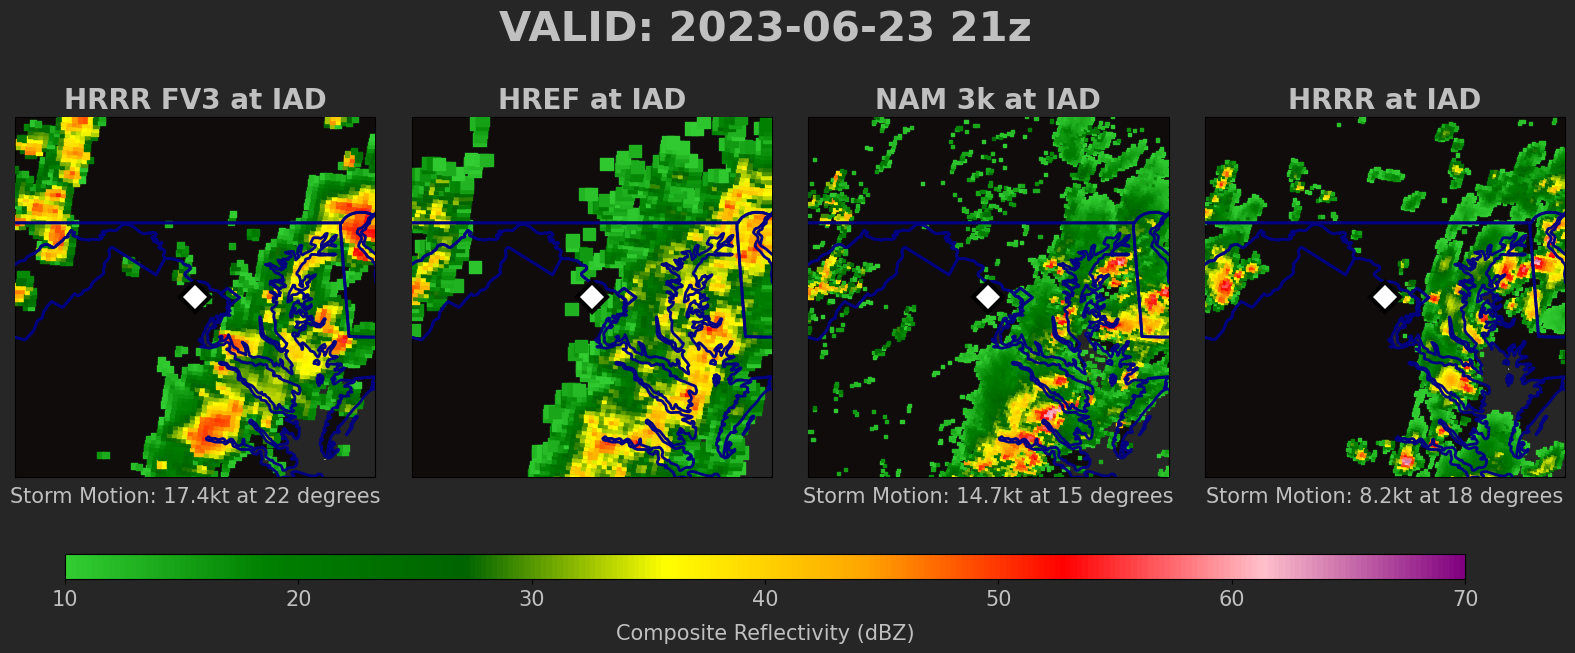 VALID: 2023-06-23 21z
HRRR FV3 at IAD
HREF at IAD
NAM 3k at IAD
HRRR at IAD
Storm Motion: 17.4kt at 22 degrees
Storm Motion: 14.7kt at 15 degrees
Storm Motion: 8.2kt at 18 degrees
10 20 30 40 50 60 70
Composite Reflectivity (dBZ)